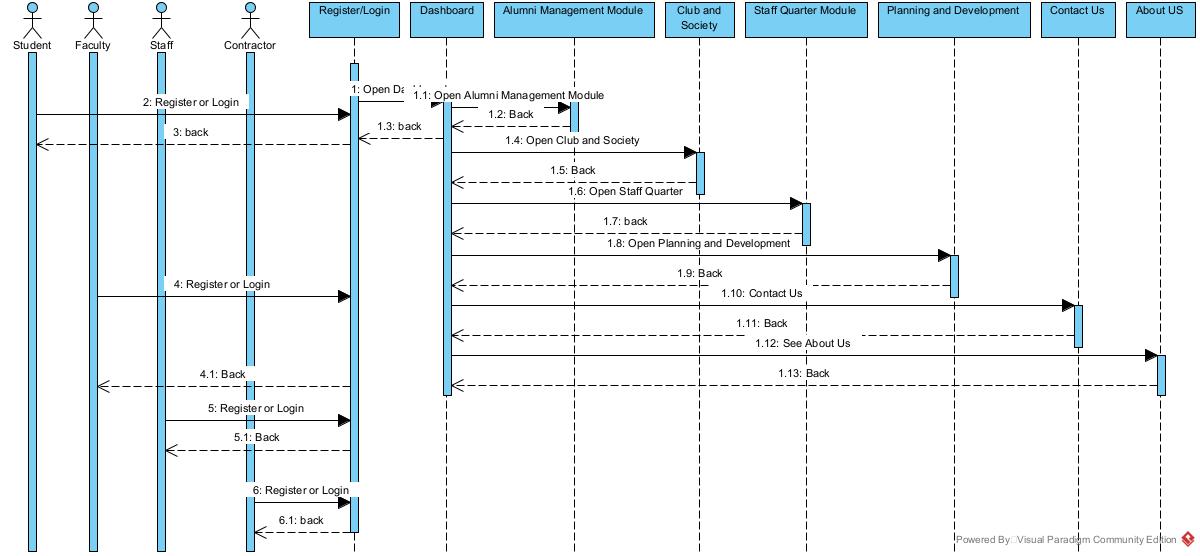 Student
Faculty
Staff
Contractor
Register/Login
Dashboard
Alumni Management Module
Club and
Society
Staff Quarter Module
Planning and Development
Contact Us
About US
1: Open Da
1.1: Open Alumni Management Module
2: Register or Login
1.2: Back
1.3: back
3: back
1.4: Open Club and Society
1.5: Back
1.6: Open Staff Quarter
1.7: back
1.8: Open Planning and Development
1.9: Back
4: Register or Login
1.10: Contact Us
1.11: Back
1.12: See About Us
4.1: Back
1.13: Back
5: Register or Login
5.1: Back
6: Register or Login
6.1: back
Powered By Visual Paradigm Community Edition